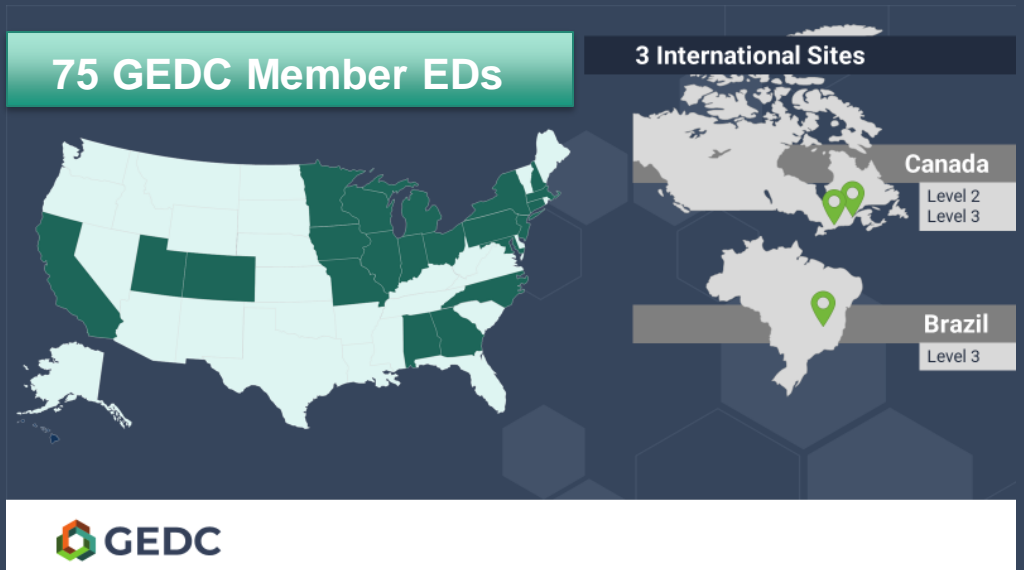 75 GEDC Member EDs
3 International Sites
Canada
Level 2
Level 3
Brazil
Level 3
GEDC